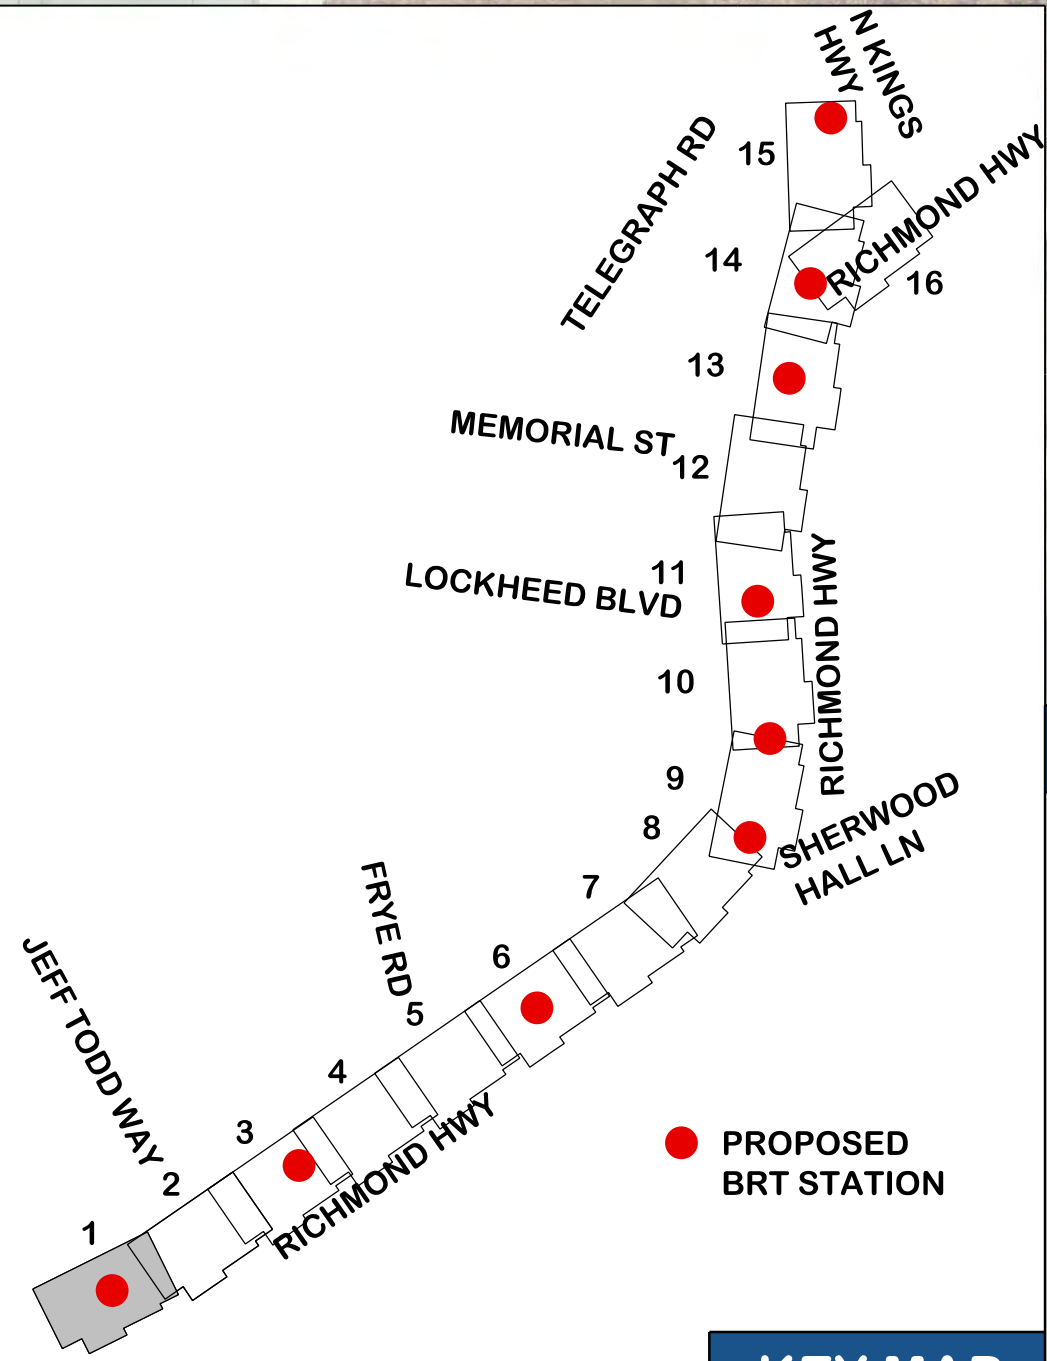 N KINGS
HWY
15
TELEGRAPH RD
RICHMOND HWY
14
16
13
MEMORIAL ST
12
11
LOCKHEED BLVD
RICHMOND HWY
10
9
SHERWOOD
HALL LN
8
7
FRYE RD
6
5
JEFF TODD WAY
4
3
RICHMOND HWY
2
1
PROPOSED
BRT STATION
KEY MAP